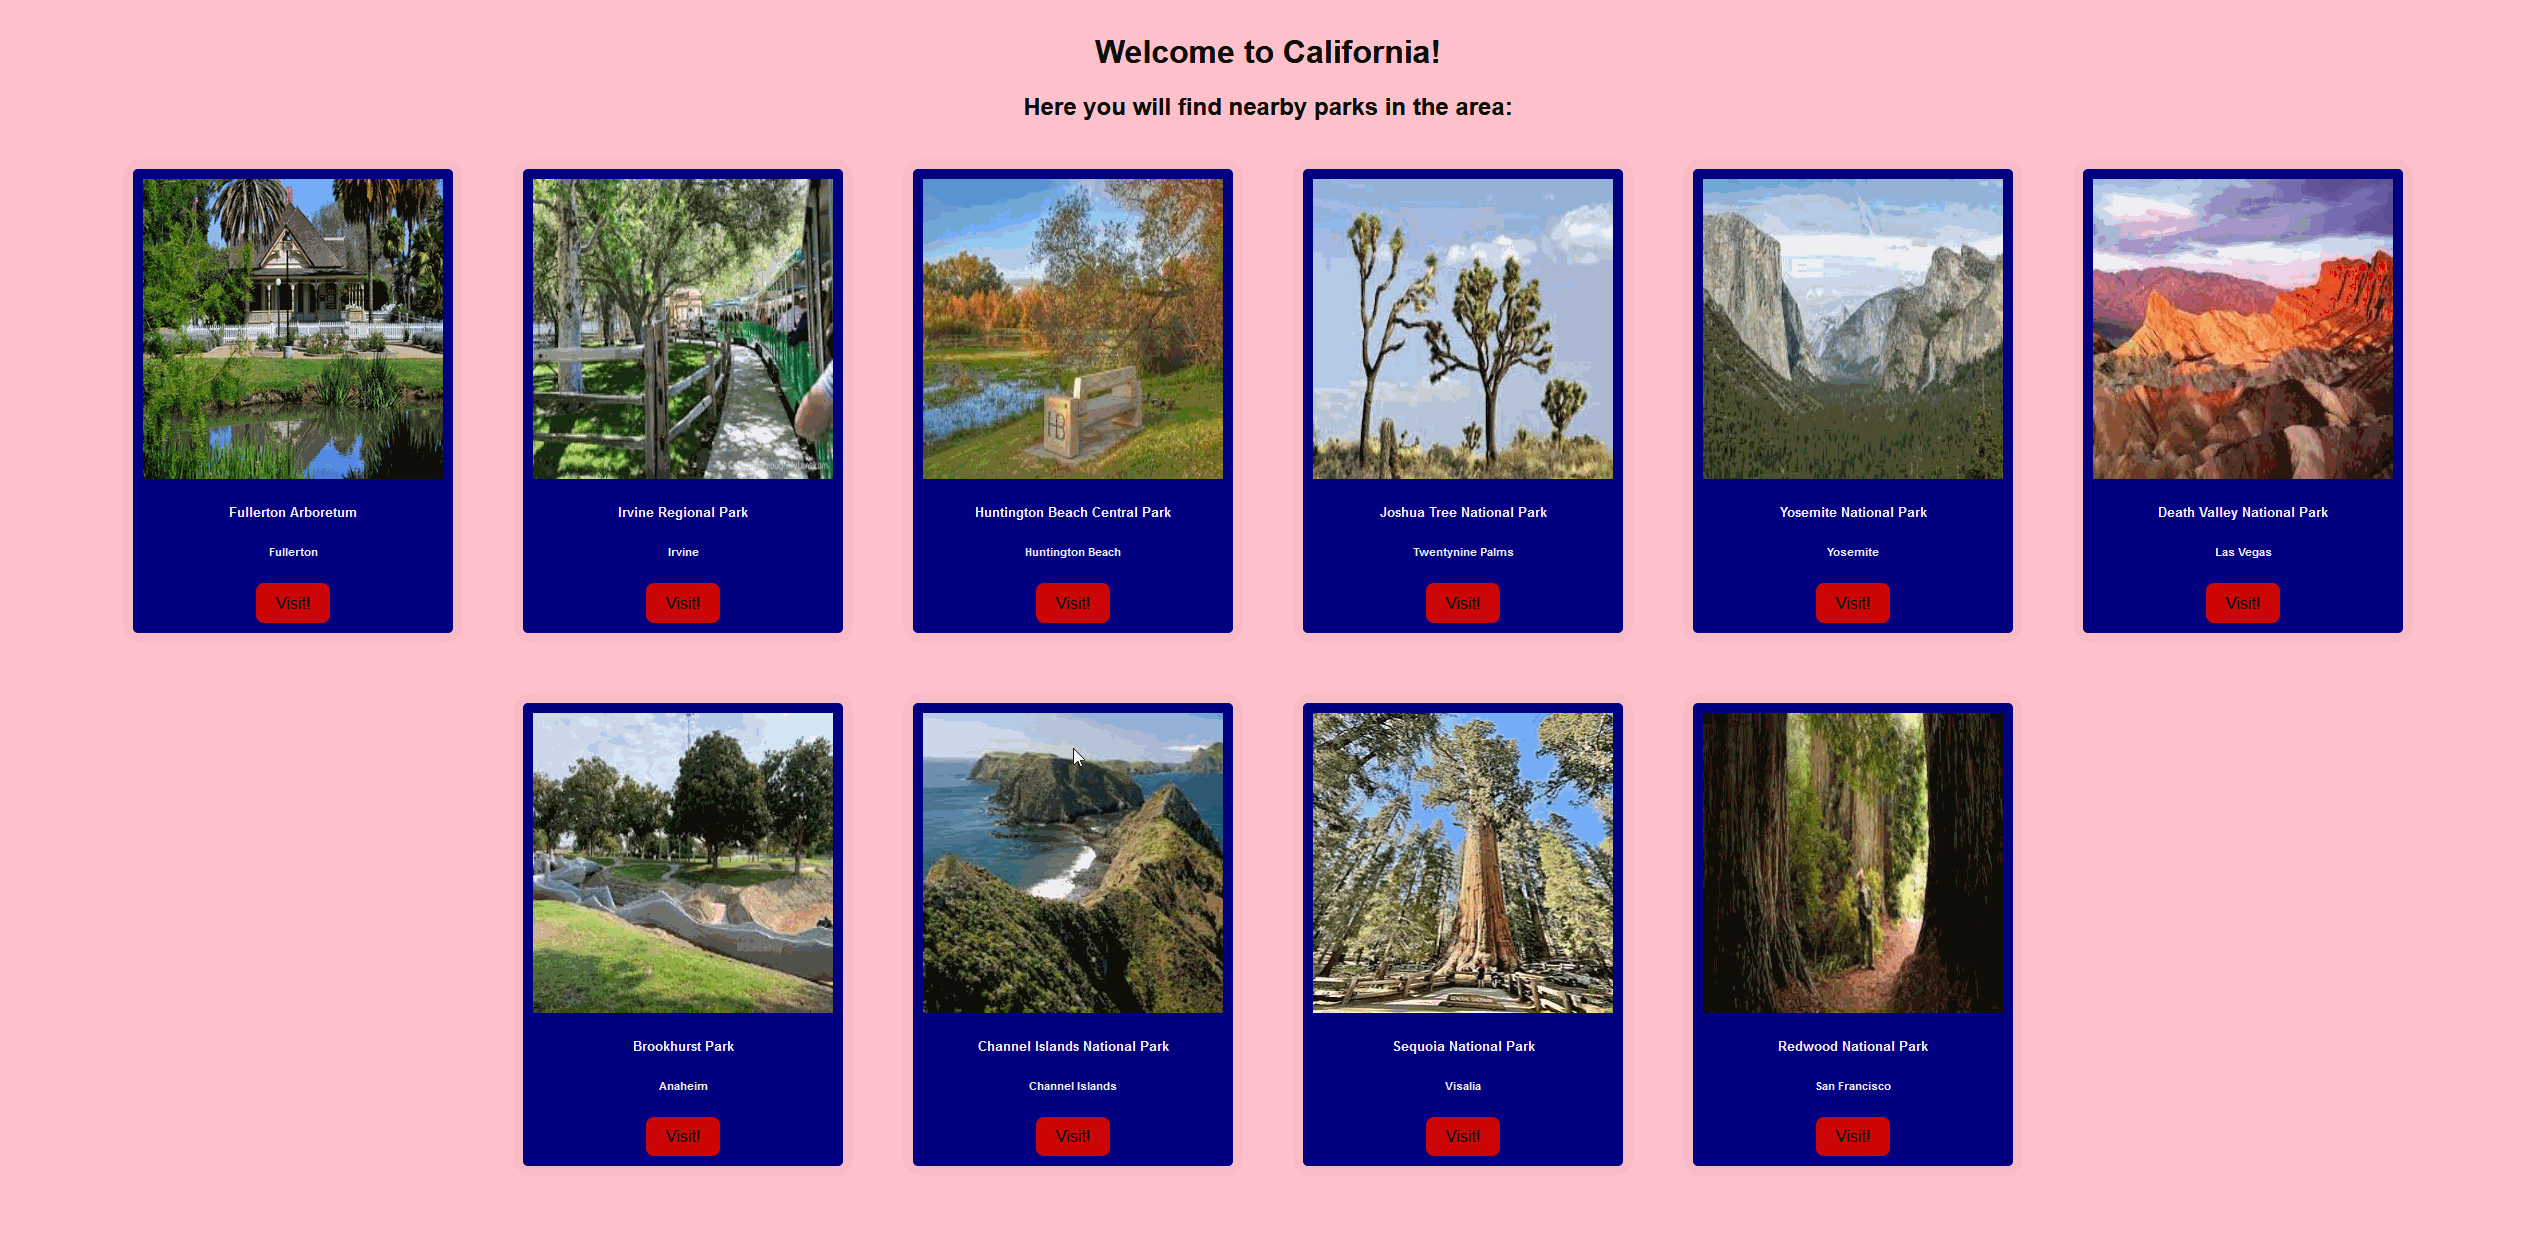 Welcome to California!
Here you will find nearby parks in the area:
Fullerton Arboretum
Fullerton
Visit!
Irvine Regional Park
Irvine
Visit!
HB
Huntington Beach Central Park
Huntington Beach
Visit!
Joshua Tree National Park
Twentynine Palms
Visit!
Yosemite National Park
Yosemite
Visit!
Death Valley National Park
Las Vegas
Visit!
Brookhurst Park
Anaheim
Visit!
Channel Islands National Park
Channel Islands
Visit!
GENERAL SHERMAN
Sequoia National Park
Visalia
Visit!
Redwood National Park
San Francisco
Visit!